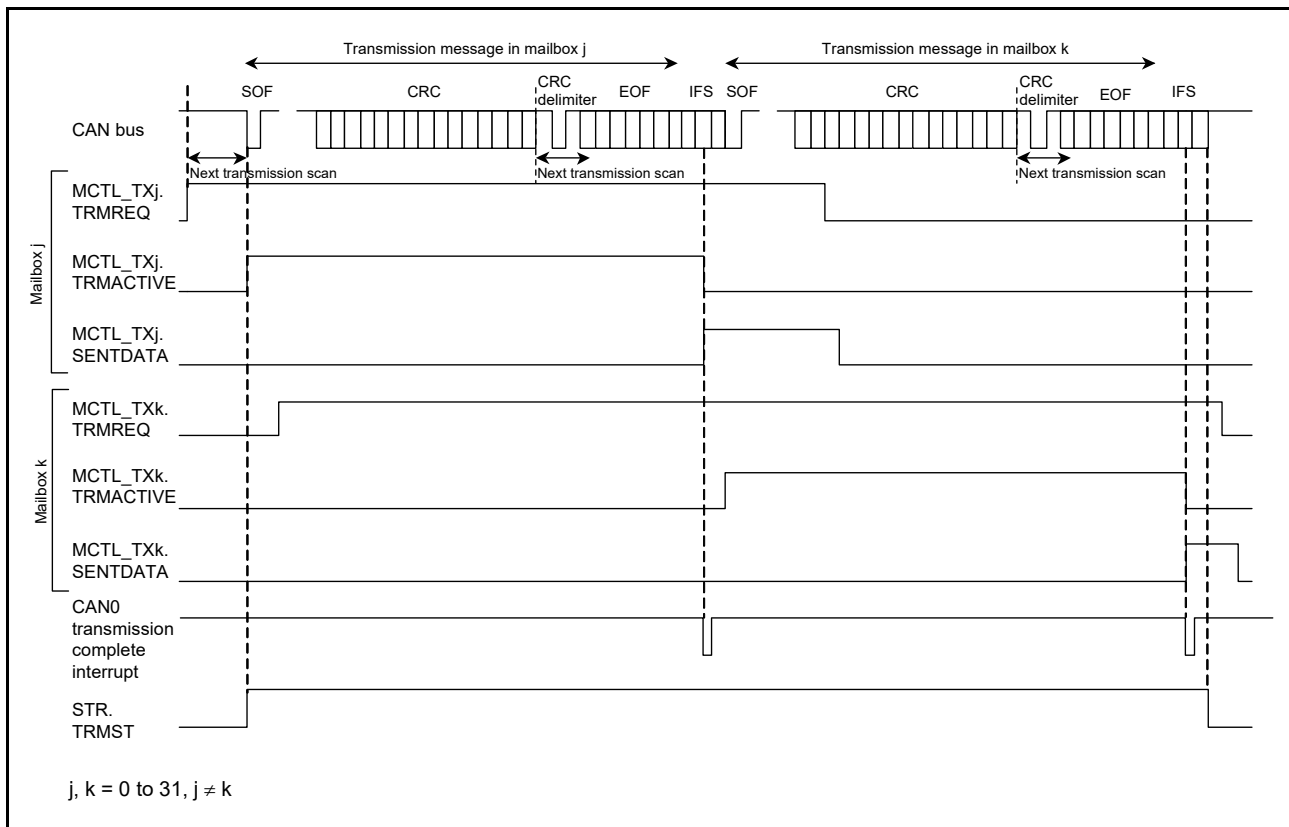 Transmission message in mailbox j
Transmission message in mailbox k
SOF
CRC
CRC
delimiter
EOF
IFS
SOF
CRC
CRC
delimiter
EOF
IFS
CAN bus
Next transmission scan
Next transmission scan
Next transmission scan
Mailbox j
MCTL_TXj.
TRMREQ
MCTL_TXj.
TRMACTIVE
MCTL_TXj.
SENTDATA
Mailbox k
MCTL_TXk.
TRMREQ
MCTL_TXk.
TRMACTIVE
MCTL_TXk.
SENTDATA
CAN0
transmission
complete
interrupt
STR.
TRMST
j, k = 0 to 31, j ≠ k